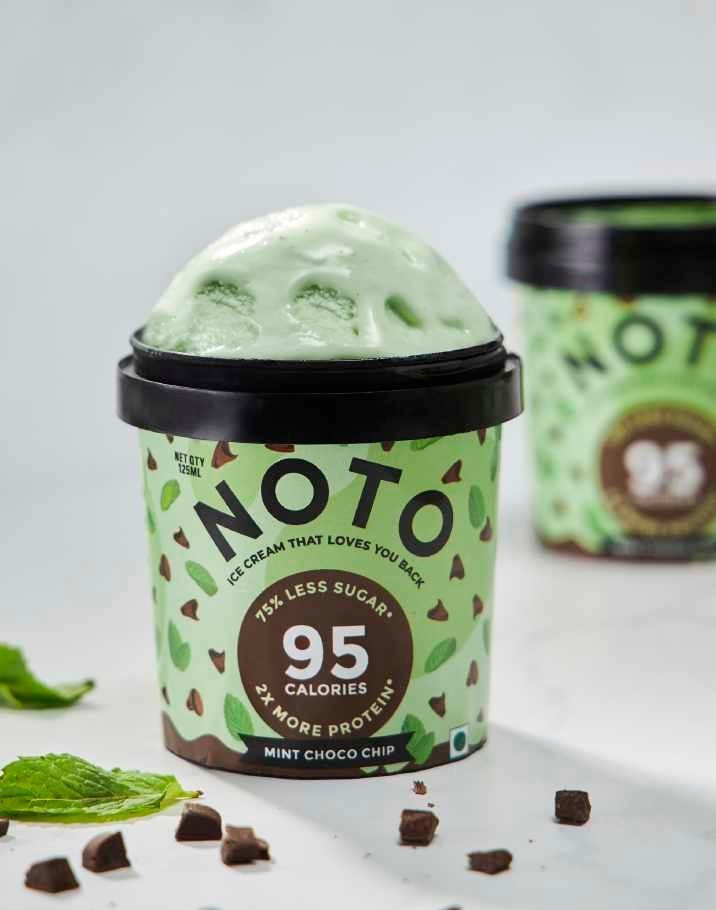 NET QTY
125ML
NOTO
ICE CREAM THAT LOVES YOU BACK
75% LESS SUGAR*
95
CALORIES
2X MORE PROTEIN*
MINT CHOCO CHIP
NOT
95